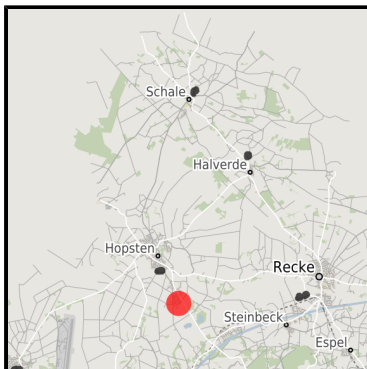 Schale
Halverde
Hopsten
Recke
Steinbeck
Espel